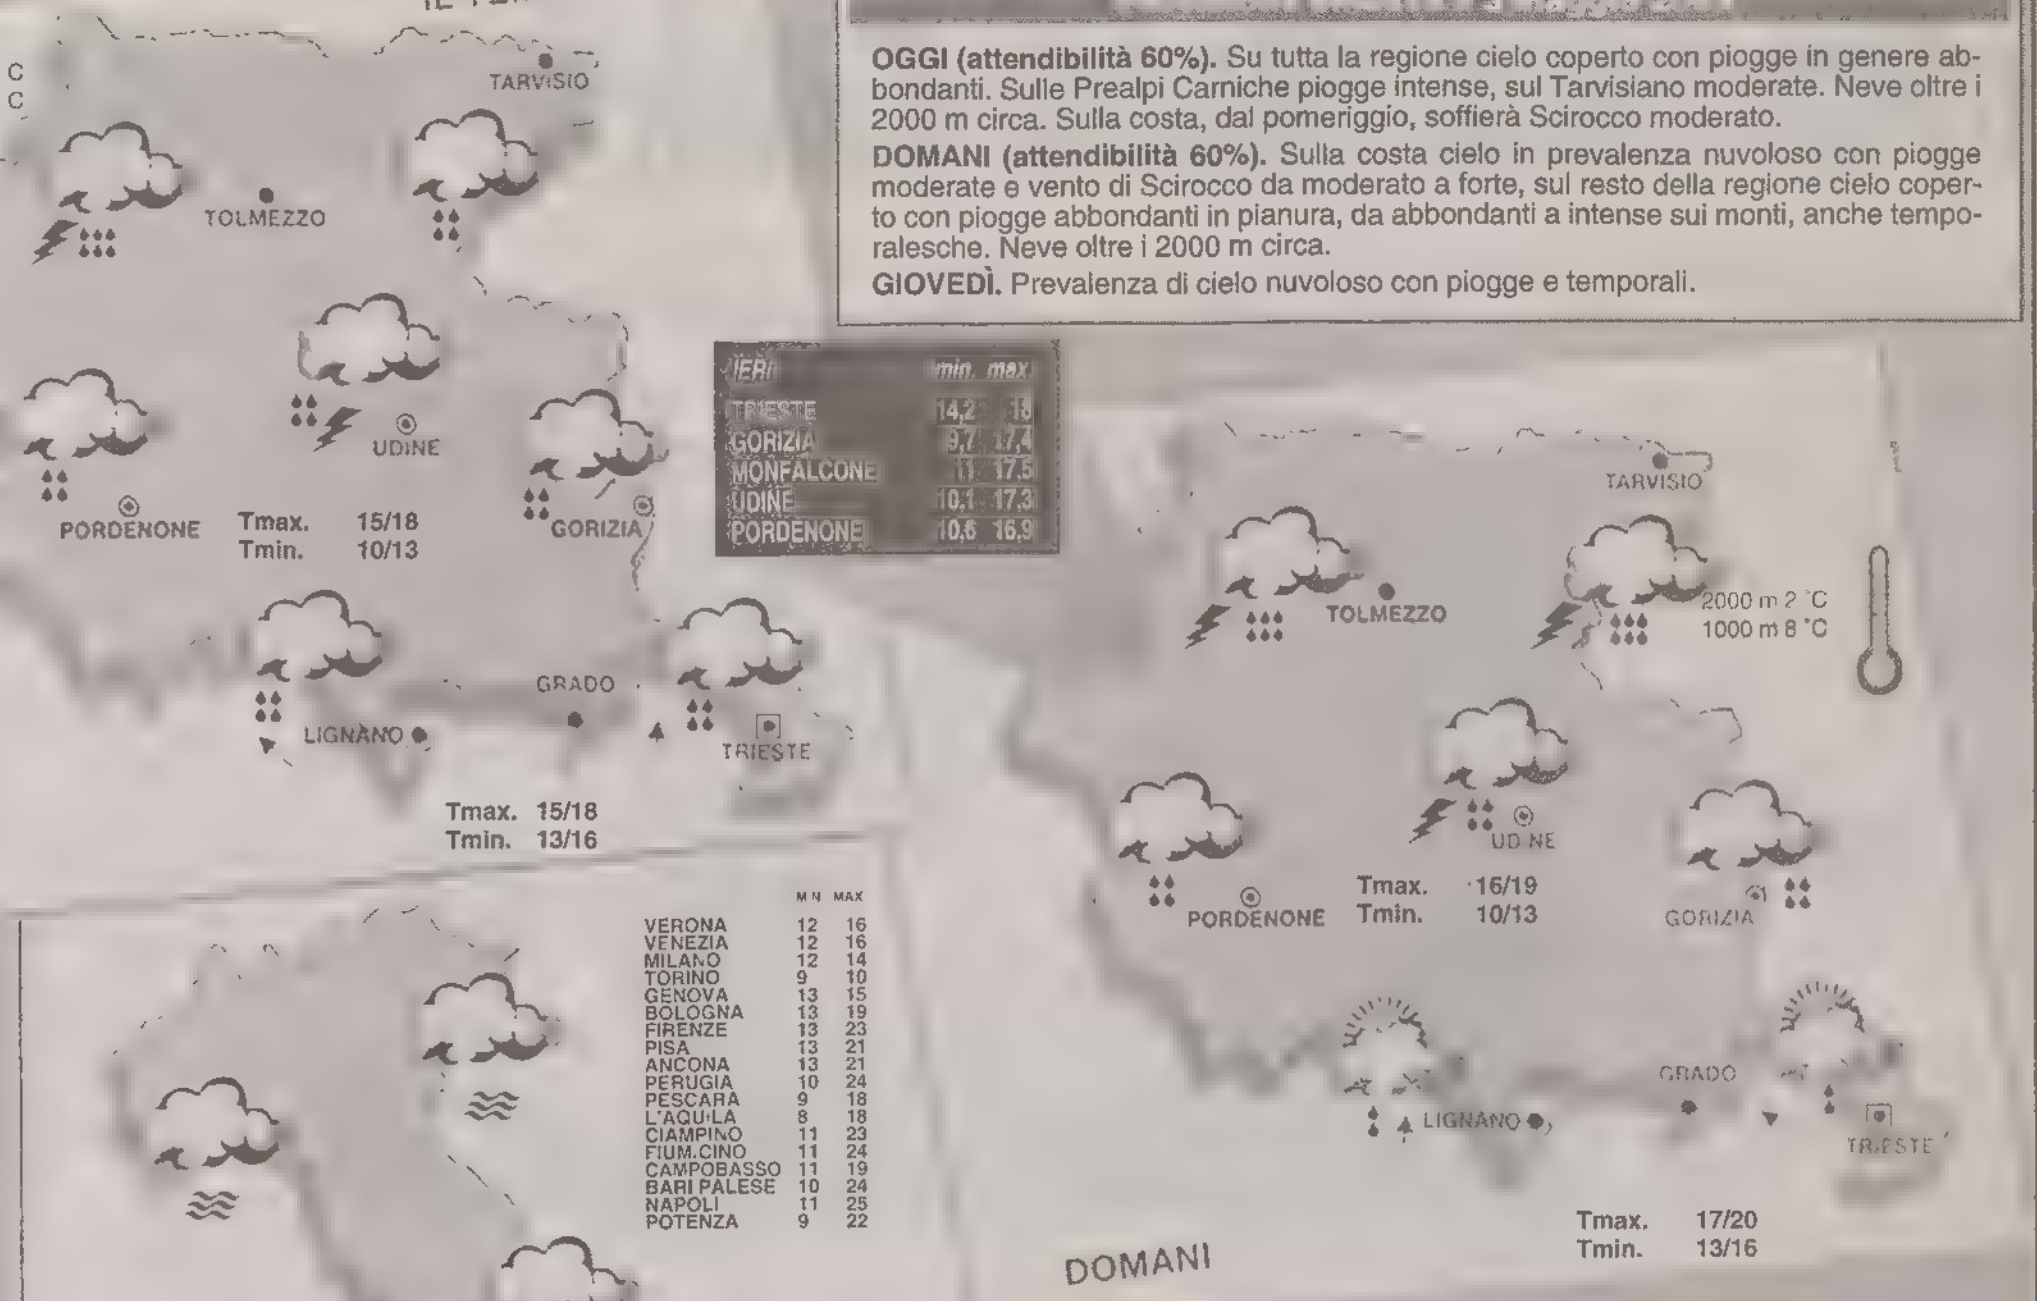 C
C
TARVISIO
TOLMEZZO
UDINE
PORDENONE
GORIZIA
Tmax. 15/18
Tmin. 10/13
GRADO
LIGNANO
TRIESTE
Tmax. 15/18
Tmin. 13/16
OGGI (attendibilità 60%). Su tutta la regione cielo coperto con piogge in genere ab-
bondanti. Sulle Prealpi Carniche piogge intense, sul Tarvisiano moderate. Neve oltre i
2000 m circa. Sulla costa, dal pomeriggio, soffierà Scirocco moderato.
DOMANI (attendibilità 60%). Sulla costa cielo in prevalenza nuvoloso con piogge
moderate e vento di Scirocco da moderato a forte, sul resto della regione cielo coper-
to con piogge abbondanti in pianura, da abbondanti a intense sui monti, anche tempo-
ralesche. Neve oltre i 2000 m circa.
GIOVEDÌ. Prevalenza di cielo nuvoloso con piogge e temporali.
IERI min. max.
TRIESTE 14,2 18
GORIZIA 9,7 17,4
MONFALCONE 11 17,5
UDINE 10,1 17,3
PORDENONE 10,6 16,9
TARVISIO
TOLMEZZO
2000 m 2 °C
1000 m 8 °C
UDINE
PORDENONE
Tmax. 16/19
Tmin. 10/13
GORIZIA
GRADO
LIGNANO
TRIESTE
Tmax. 17/20
Tmin. 13/16
DOMANI
MIN MAX
VERONA 12 16
VENEZIA 12 16
MILANO 12 14
TORINO 9 10
GENOVA 13 15
BOLOGNA 13 19
FIRENZE 13 23
PISA 13 21
ANCONA 13 21
PERUGIA 10 24
PESCARA 9 18
L'AQUILA 8 18
CIAMPINO 11 23
FIUMICINO 11 24
CAMPOBASSO 11 19
BARI PALESE 10 24
NAPOLI 11 25
POTENZA 9 22